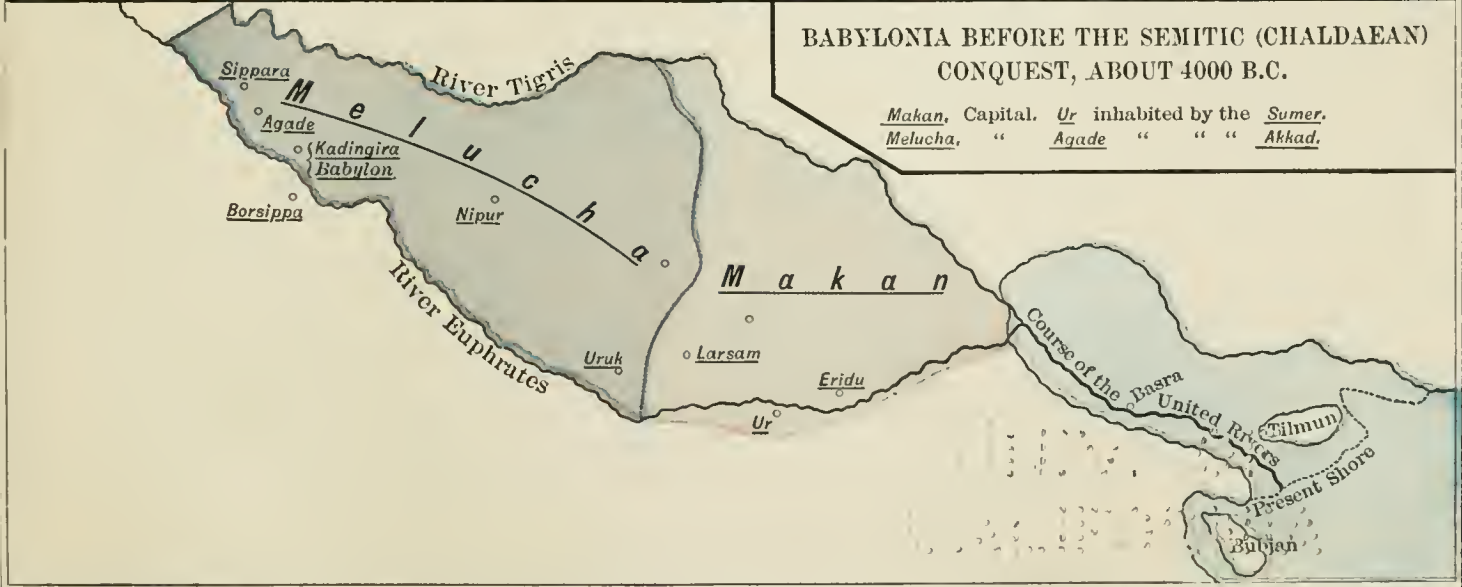 BABYLONIA BEFORE THE SEMITIC (CHALDAEAN)
CONQUEST, ABOUT 4000 B.C.
Makan, Capital. Ur inhabited by the Sumer.
Melucha, “ Agade “ “ “ Akkad.
River Tigris
Sippara
Melucha
Agade
Kadingira
Babylon
Borsippa
Nipur
Makan
River Euphrates
Uruk
Larsam
Eridu
Ur
Course of the United Rivers
Basra
Tilmun
Present Shore
Bubjan